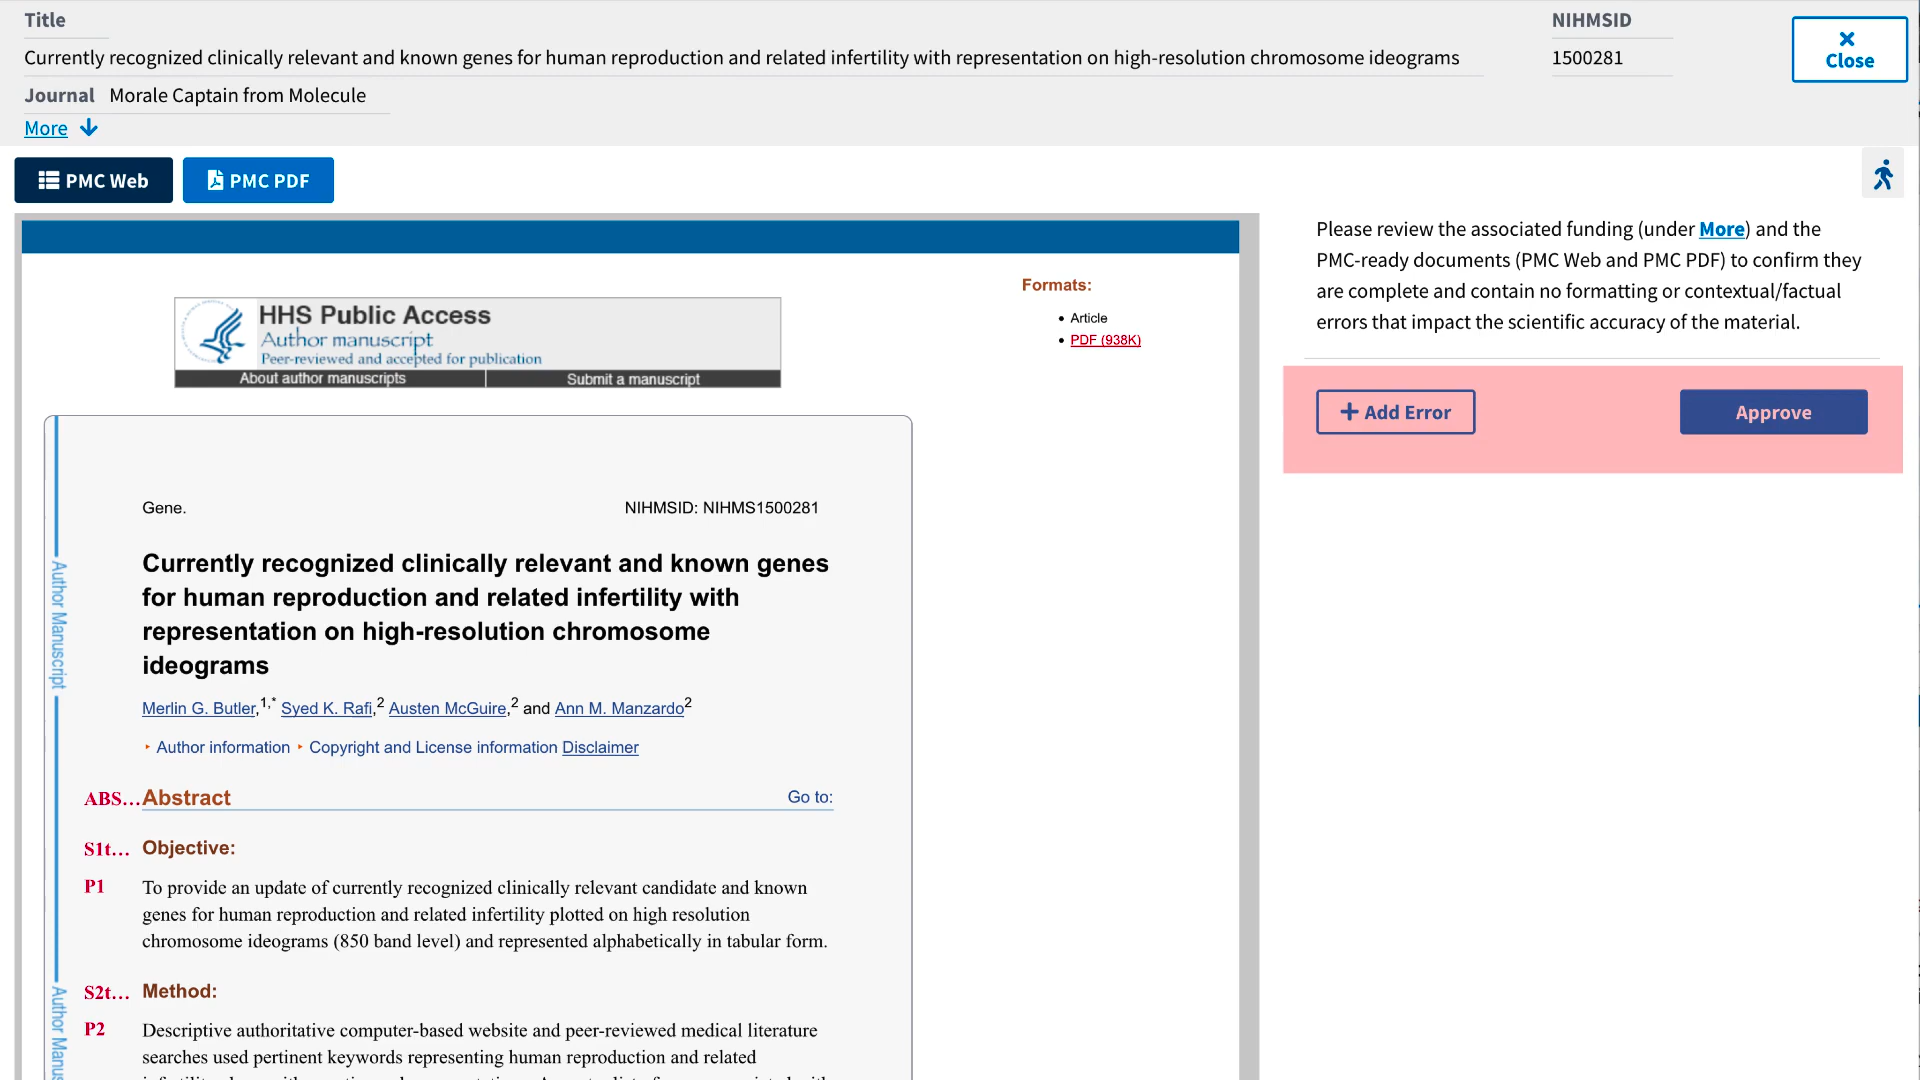 Title
Currently recognized clinically relevant and known genes for human reproduction and related infertility with representation on high-resolution chromosome ideograms
NIHMSID
1500281
Close
Journal Morale Captain from Molecule
More
PMC Web
PMC PDF
Please review the associated funding (under More) and the
PMC-ready documents (PMC Web and PMC PDF) to confirm they
are complete and contain no formatting or contextual/factual
errors that impact the scientific accuracy of the material.
Add Error
Approve
Formats:
• Article
• PDF (938K)
HHS Public Access
Author manuscript
Peer-reviewed and accepted for publication
About author manuscripts
Submit a manuscript
Gene.
NIHMSID: NIHMS1500281
Currently recognized clinically relevant and known genes
for human reproduction and related infertility with
representation on high-resolution chromosome
ideograms
Merlin G. Butler,1,* Syed K. Rafi,2 Austen McGuire,2 and Ann M. Manzardo2
Author information Copyright and License information Disclaimer
ABS… Abstract Go to:
S1t… Objective:
P1 To provide an update of currently recognized clinically relevant candidate and known
genes for human reproduction and related infertility plotted on high resolution
chromosome ideograms (850 band level) and represented alphabetically in tabular form.
S2t… Method:
P2 Descriptive authoritative computer-based website and peer-reviewed medical literature
searches used pertinent keywords representing human reproduction and related
Author Manuscript
Author Manus